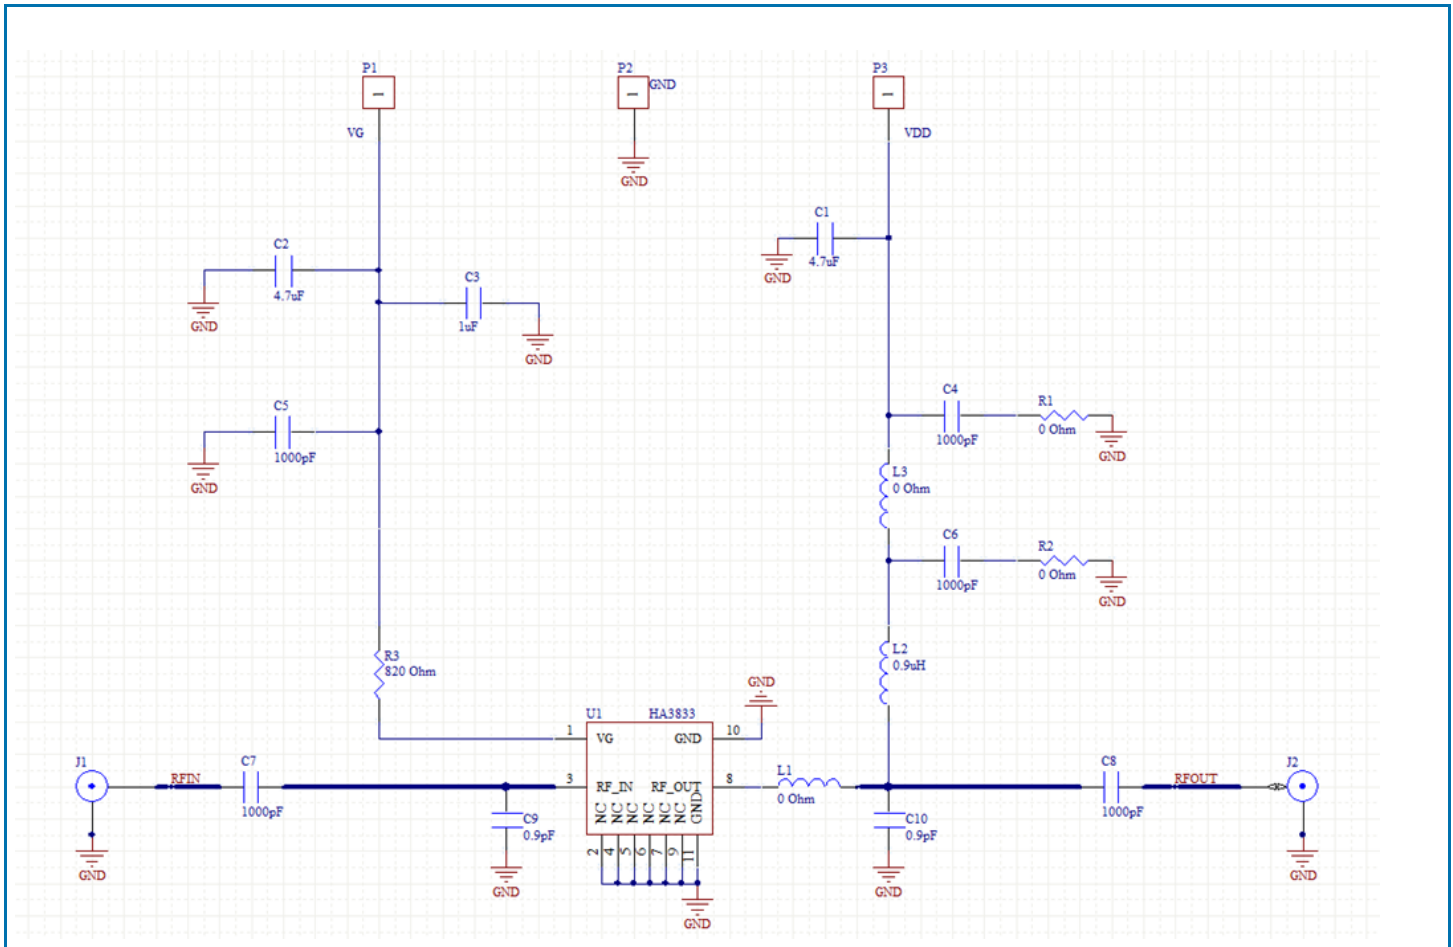 P1
1
VG
P2
1
GND
GND
P3
1
VDD
C2
4.7uF
GND
C3
1uF
GND
C1
4.7uF
GND
C5
1000pF
GND
C4
1000pF
R1
0 Ohm
GND
L3
0 Ohm
C6
1000pF
R2
0 Ohm
GND
R3
820 Ohm
L2
0.9uH
GND
U1 HA3833
1 VG GND 10
3 RF_IN RF_OUT 8
NC NC NC NC NC NC GND
2 4 5 6 7 9 11
GND
J1
RFIN
GND
C7
1000pF
C9
0.9pF
GND
L1
0 Ohm
C10
0.9pF
GND
C8
1000pF
RFOUT
J2
GND